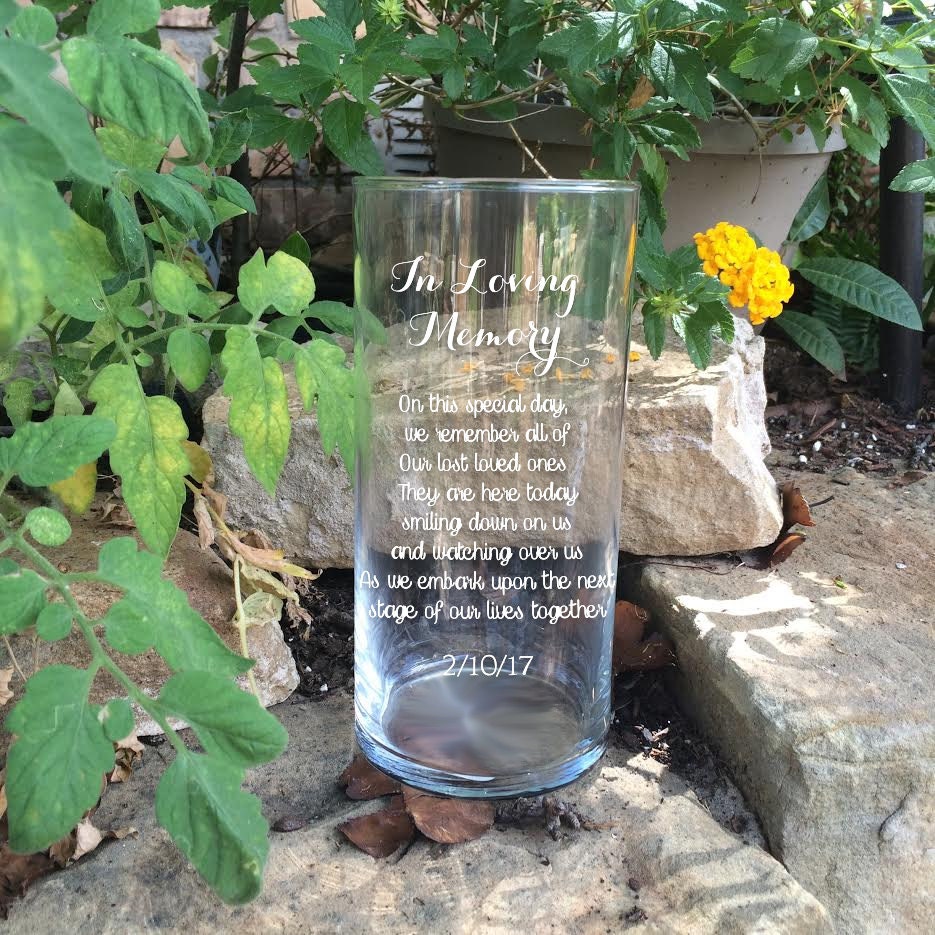 In Loving
Memory
On this special day,
we remember all of
Our lost loved ones
They are here today
smiling down on us
and watching over us
As we embark upon the next
stage of our lives together
2/10/17